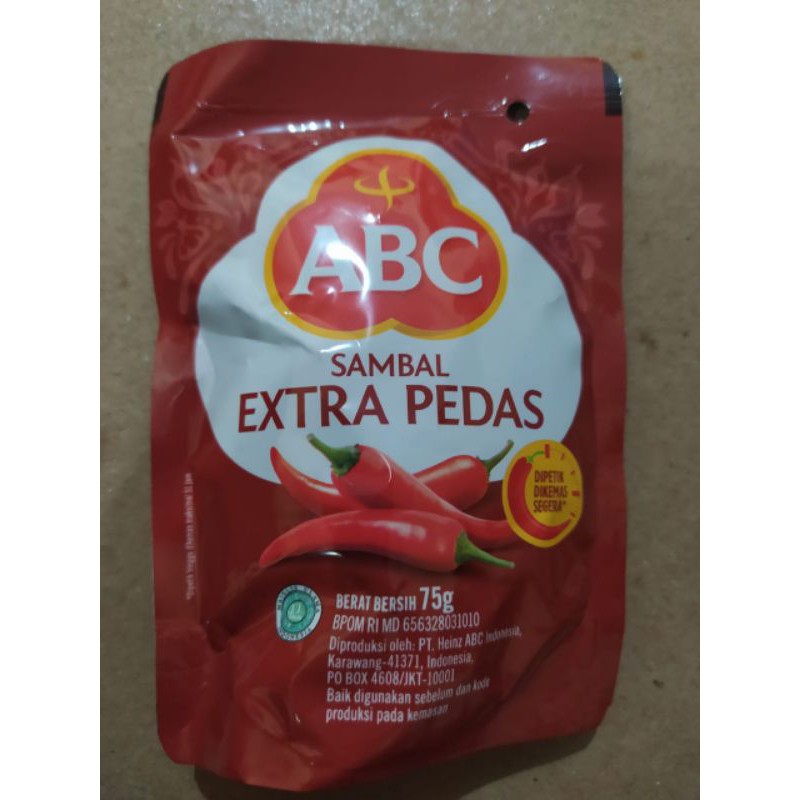 ABC
SAMBAL
EXTRA PEDAS
DIPETIK
DIKEMAS
SEGERA*
BERAT BERSIH 75g
BPOM RI MD 656328031010
Diproduksi oleh: PT. Heinz ABC Indonesia,
Karawang-41371, Indonesia,
PO BOX 4608/JKT-10001
Baik digunakan sebelum dan kode
produksi pada kemasan